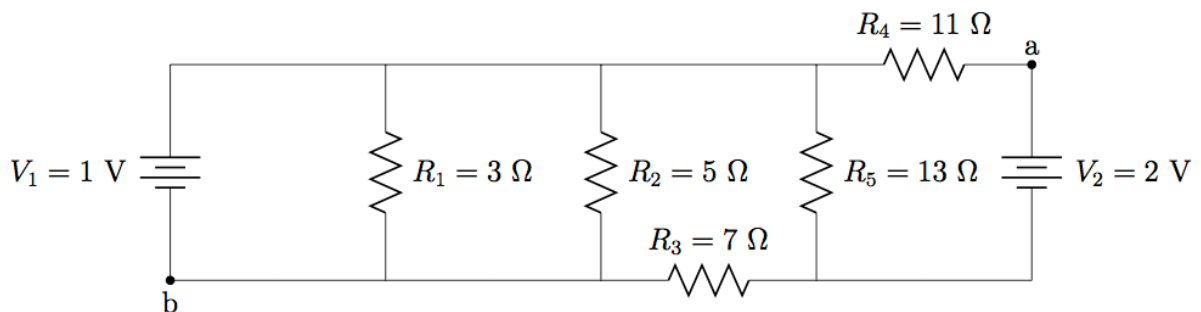 R₄ = 11 Ω
a
V₁ = 1 V
R₁ = 3 Ω
R₂ = 5 Ω
R₅ = 13 Ω
V₂ = 2 V
R₃ = 7 Ω
b